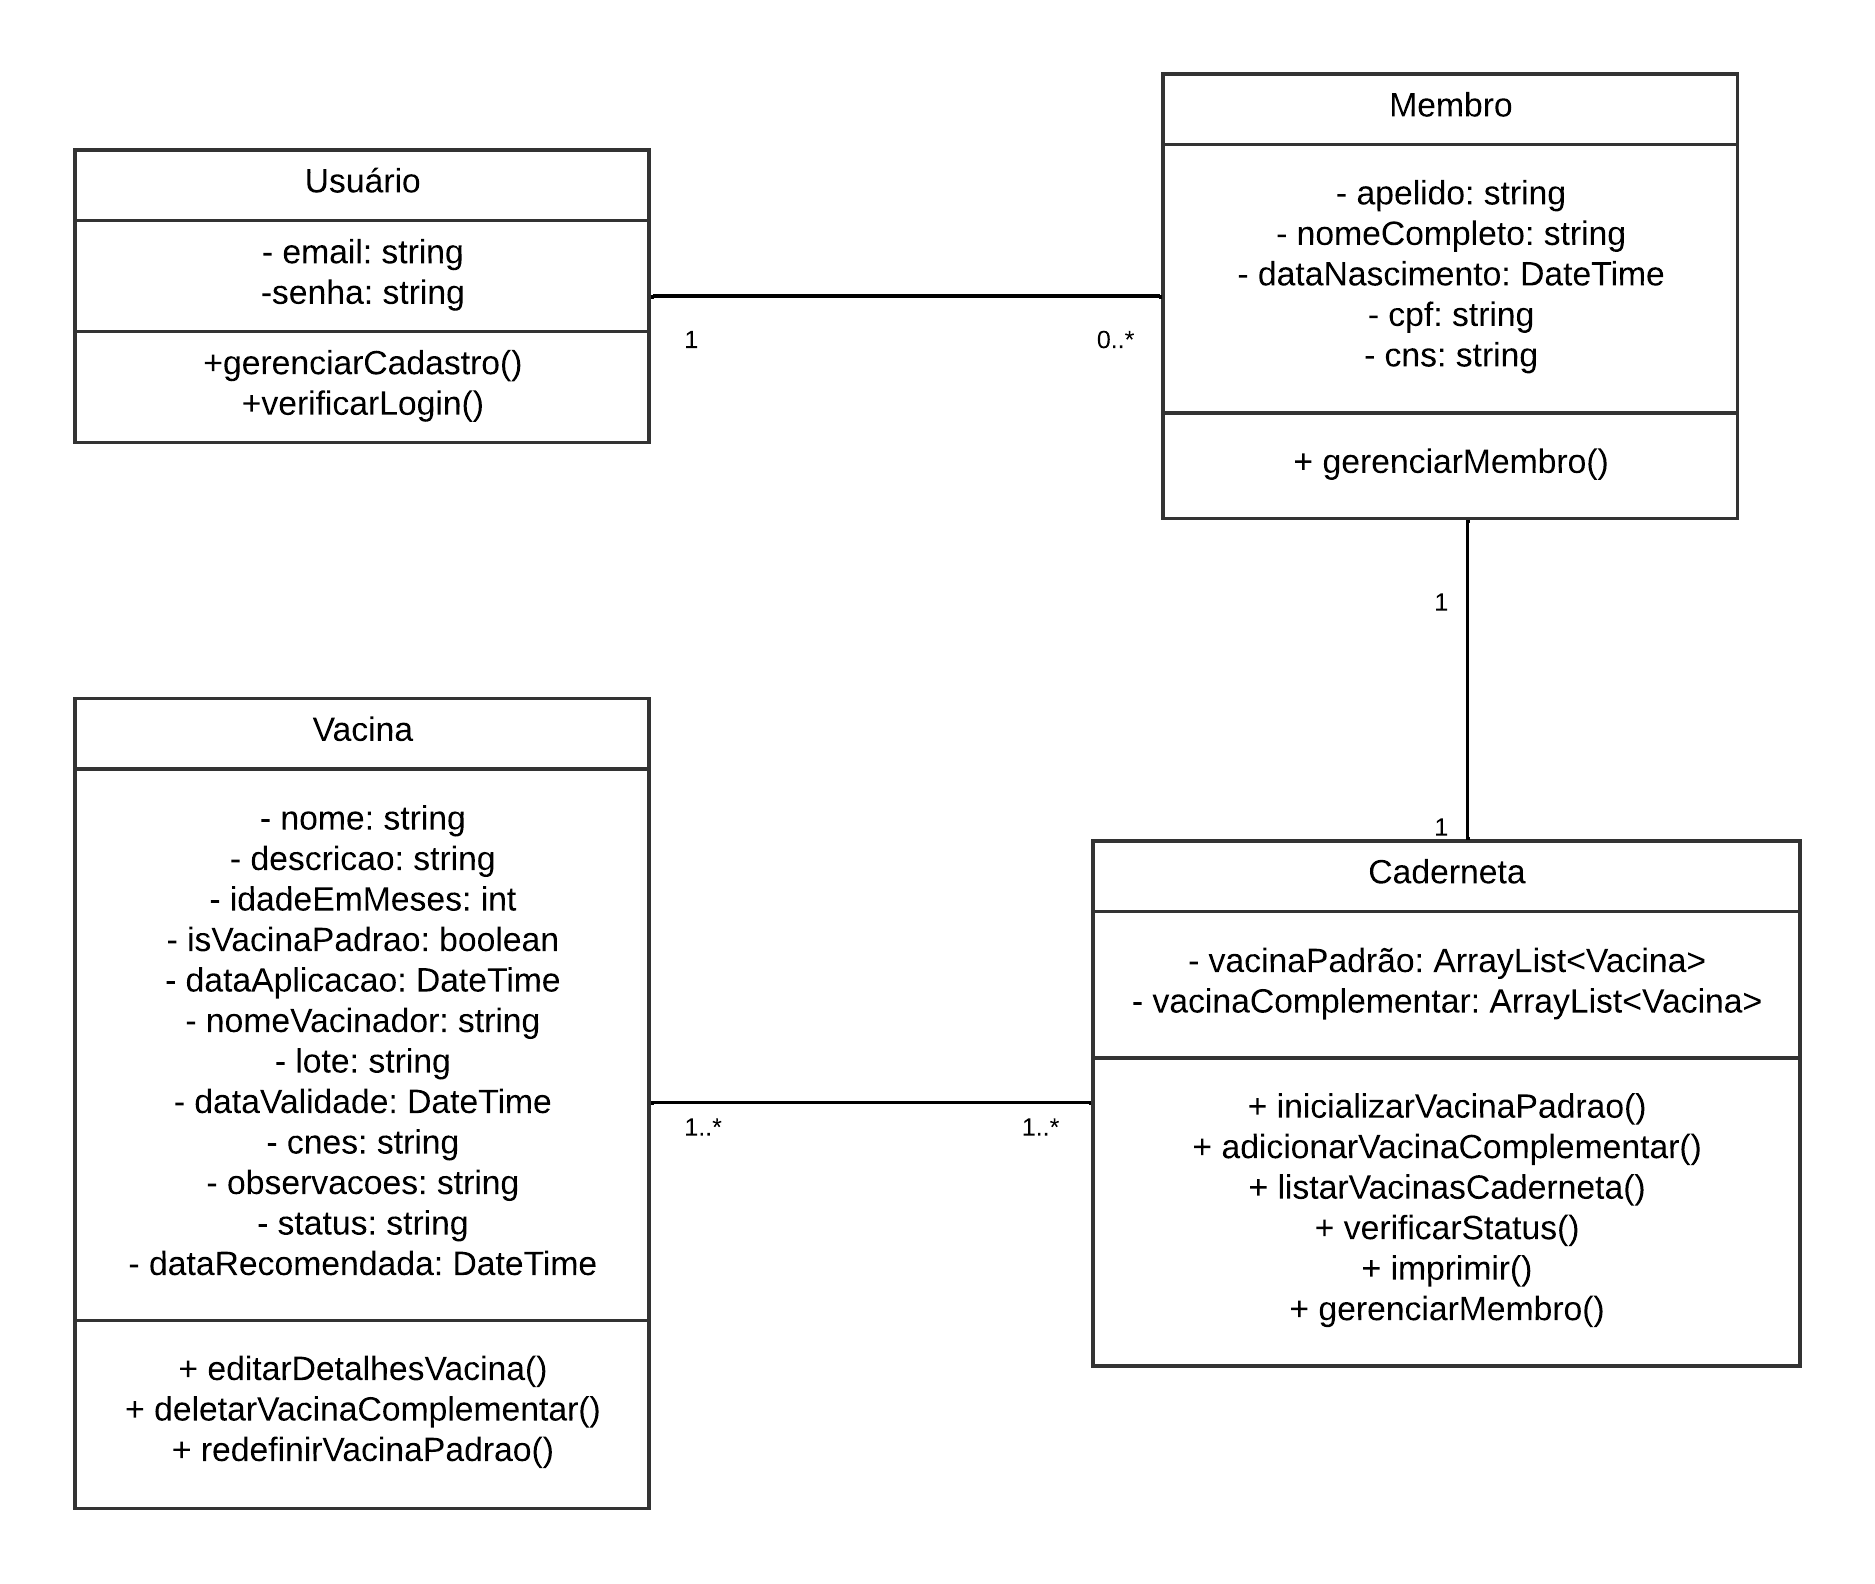 Usuário
- email: string
-senha: string
+gerenciarCadastro()
+verificarLogin()
1
0..*
Membro
- apelido: string
- nomeCompleto: string
- dataNascimento: DateTime
- cpf: string
- cns: string
+ gerenciarMembro()
1
1
Vacina
- nome: string
- descricao: string
- idadeEmMeses: int
- isVacinaPadrao: boolean
- dataAplicacao: DateTime
- nomeVacinador: string
- lote: string
- dataValidade: DateTime
- cnes: string
- observacoes: string
- status: string
- dataRecomendada: DateTime
+ editarDetalhesVacina()
+ deletarVacinaComplementar()
+ redefinirVacinaPadrao()
1..*
1..*
Caderneta
- vacinaPadrão: ArrayList<Vacina>
- vacinaComplementar: ArrayList<Vacina>
+ inicializarVacinaPadrao()
+ adicionarVacinaComplementar()
+ listarVacinasCaderneta()
+ verificarStatus()
+ imprimir()
+ gerenciarMembro()